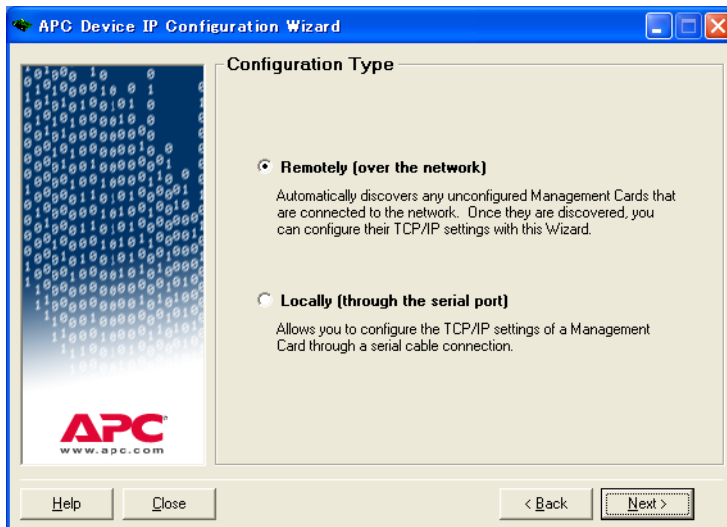 APC Device IP Configuration Wizard
Configuration Type
Remotely (over the network)
Automatically discovers any unconfigured Management Cards that
are connected to the network. Once they are discovered, you
can configure their TCP/IP settings with this Wizard.
Locally (through the serial port)
Allows you to configure the TCP/IP settings of a Management
Card through a serial cable connection.
APC
www.apc.com
Help
Close
< Back
Next >